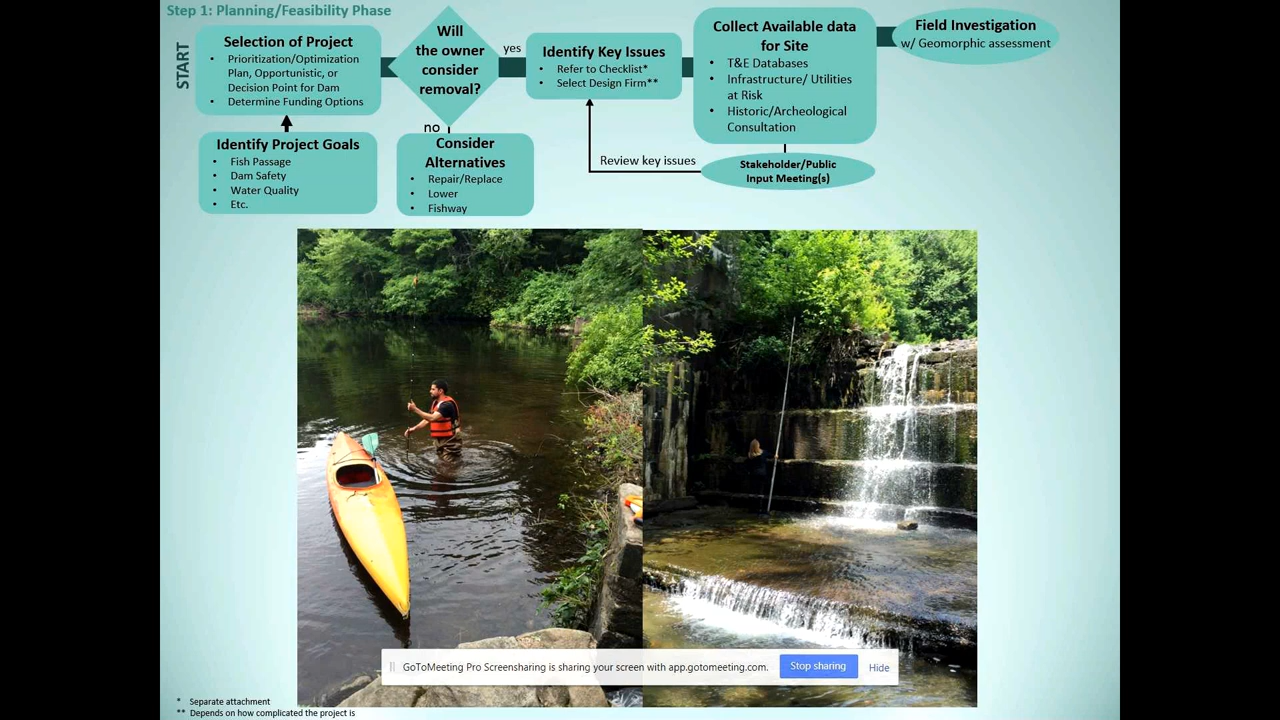 Step 1: Planning/Feasibility Phase
START
Selection of Project
• Prioritization/Optimization
Plan, Opportunistic, or
Decision Point for Dam
• Determine Funding Options
Identify Project Goals
• Fish Passage
• Dam Safety
• Water Quality
• Etc.
Will
the owner
consider
removal?
yes
no
Consider
Alternatives
• Repair/Replace
• Lower
• Fishway
Identify Key Issues
• Refer to Checklist*
• Select Design Firm**
Review key issues
Collect Available data
for Site
• T&E Databases
• Infrastructure/ Utilities
at Risk
• Historic/Archeological
Consultation
Stakeholder/Public
Input Meeting(s)
Field Investigation
w/ Geomorphic assessment
GoToMeeting Pro Screensharing is sharing your screen with app.gotomeeting.com.
Stop sharing
Hide
* Separate attachment
** Depends on how complicated the project is